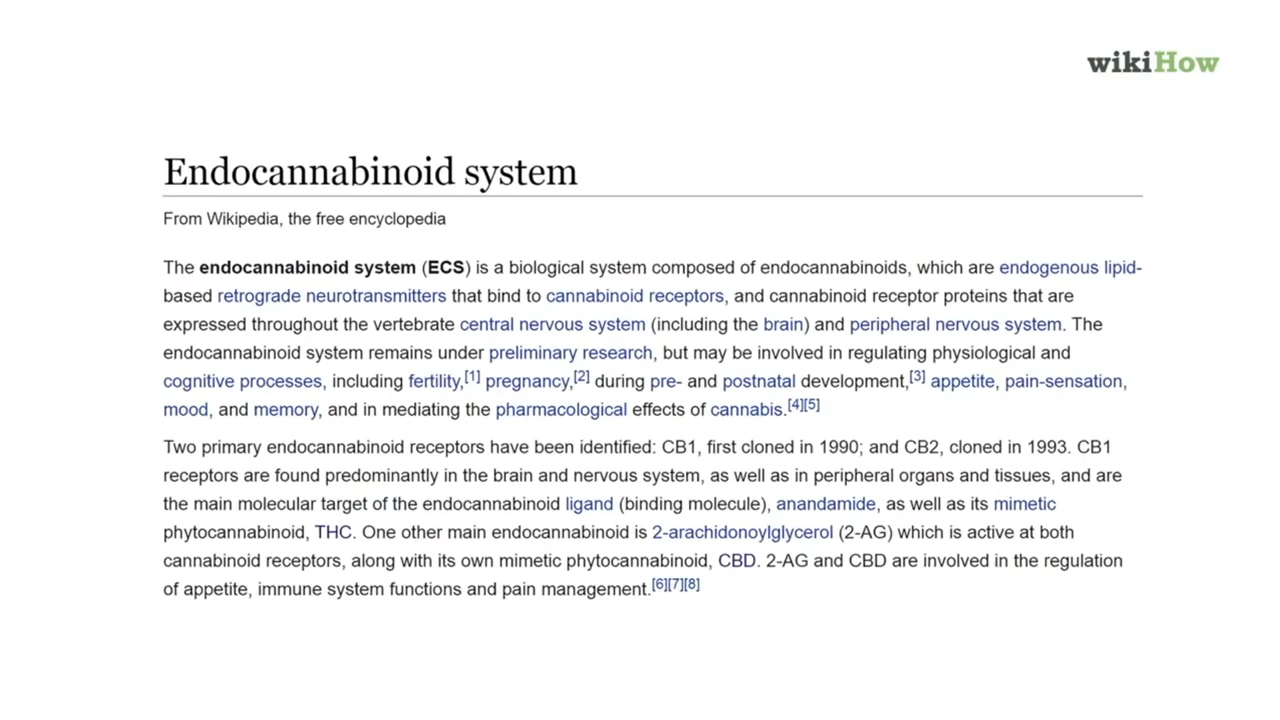 wikiHow
Endocannabinoid system
From Wikipedia, the free encyclopedia
The endocannabinoid system (ECS) is a biological system composed of endocannabinoids, which are endogenous lipid-
based retrograde neurotransmitters that bind to cannabinoid receptors, and cannabinoid receptor proteins that are
expressed throughout the vertebrate central nervous system (including the brain) and peripheral nervous system. The
endocannabinoid system remains under preliminary research, but may be involved in regulating physiological and
cognitive processes, including fertility,[1] pregnancy,[2] during pre- and postnatal development,[3] appetite, pain-sensation,
mood, and memory, and in mediating the pharmacological effects of cannabis.[4][5]
Two primary endocannabinoid receptors have been identified: CB1, first cloned in 1990; and CB2, cloned in 1993. CB1
receptors are found predominantly in the brain and nervous system, as well as in peripheral organs and tissues, and are
the main molecular target of the endocannabinoid ligand (binding molecule), anandamide, as well as its mimetic
phytocannabinoid, THC. One other main endocannabinoid is 2-arachidonoylglycerol (2-AG) which is active at both
cannabinoid receptors, along with its own mimetic phytocannabinoid, CBD. 2-AG and CBD are involved in the regulation
of appetite, immune system functions and pain management.[6][7][8]